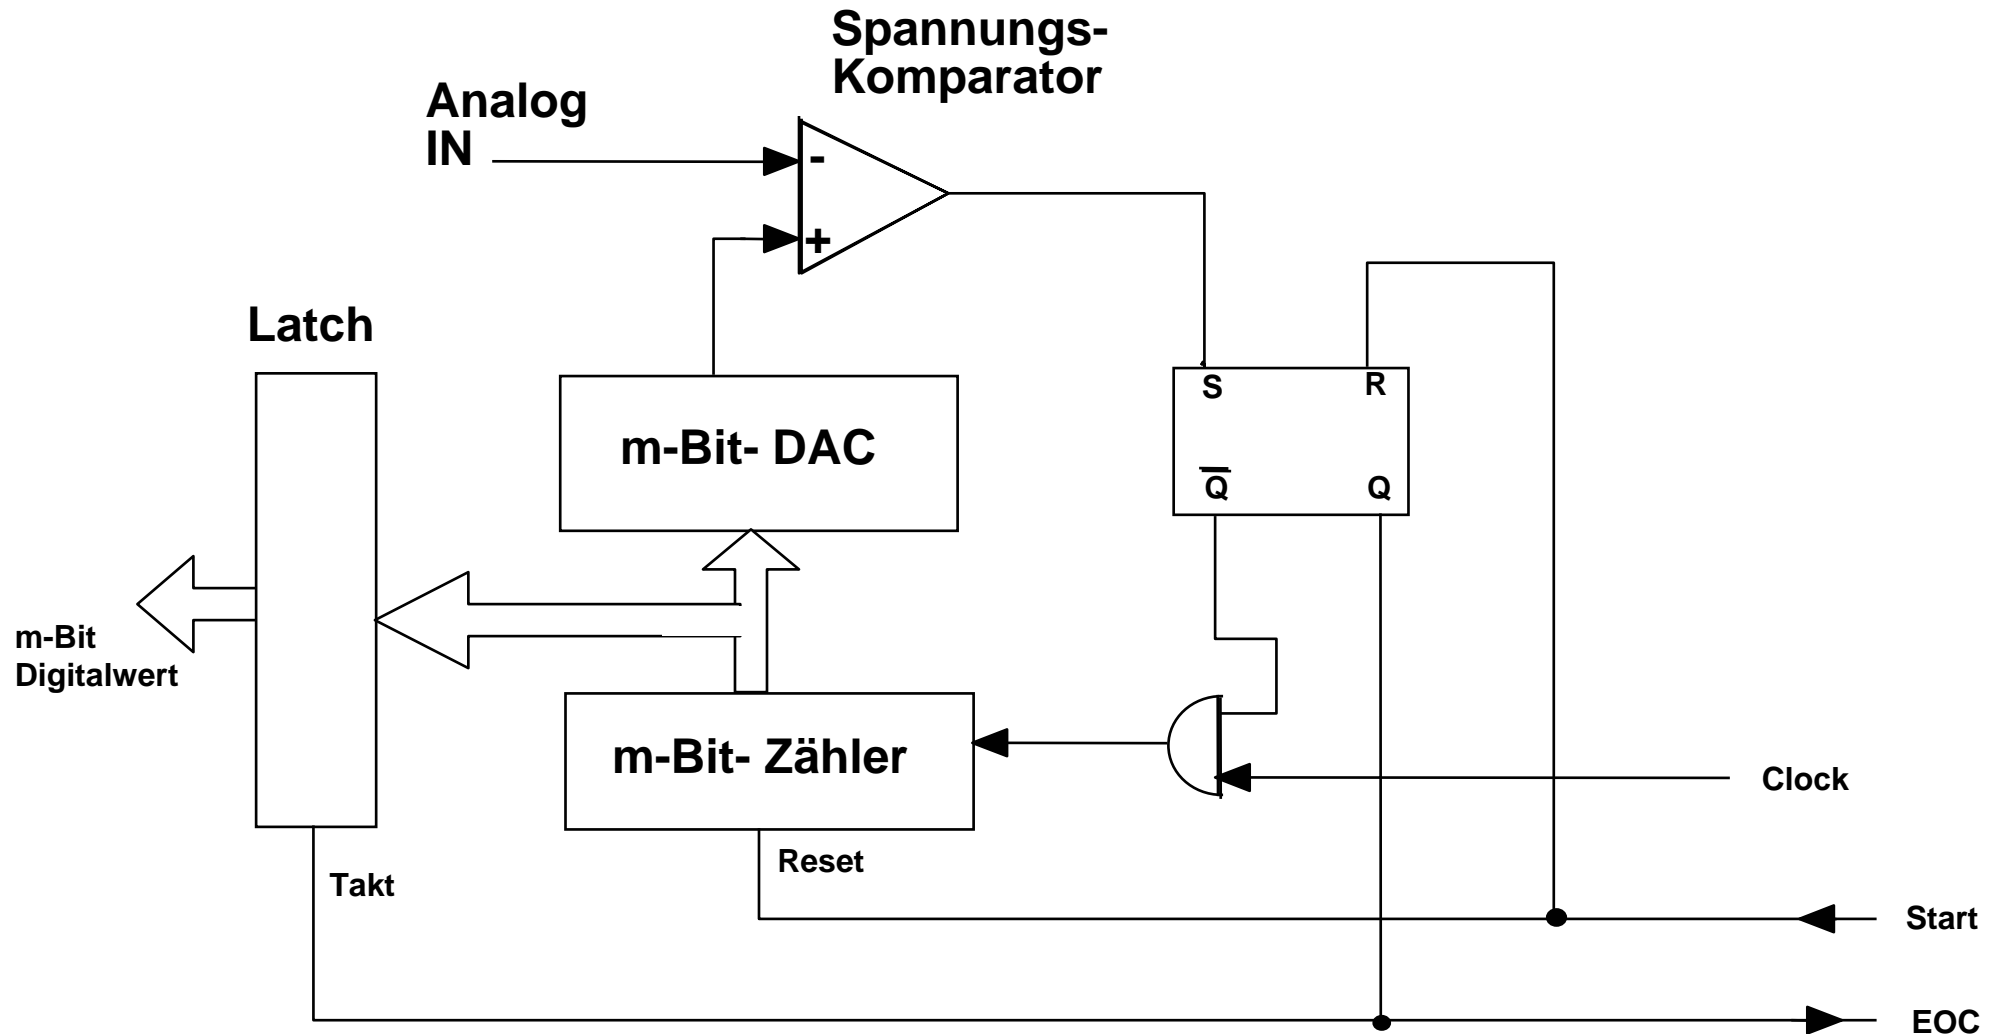 Spannungs-
Komparator
Analog
IN
-
+
Latch
S
R
m-Bit- DAC
Q
Q
m-Bit
Digitalwert
m-Bit- Zähler
Clock
Reset
Takt
Start
EOC